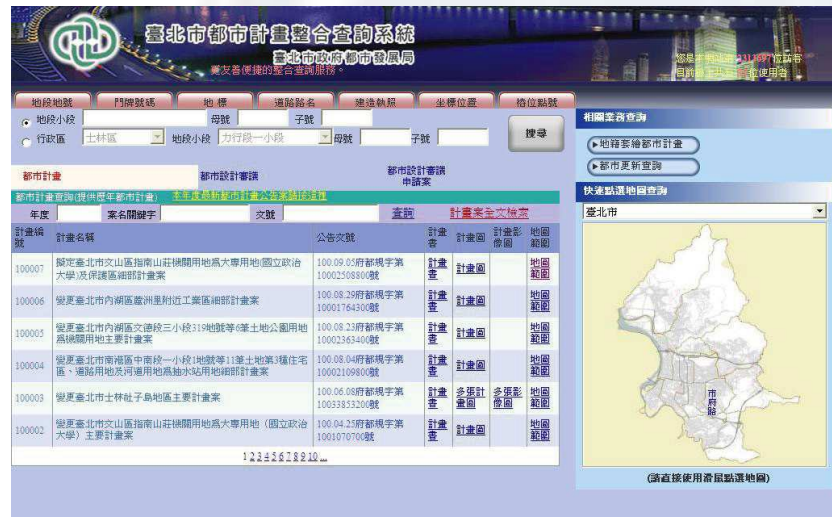 臺北市都市計畫整合查詢系統
臺北市政府都市發展局
更友善便捷的整合查詢服務。
地段地號 門牌號碼 地 標 道路路名 建造執照 坐標位置 樁位點號
地段小段 母號 子號
行政區 士林區 地段小段 力行段一小段 母號 子號
搜尋
都市計畫 都市設計審議 都市設計審議
申請案
都市計畫查詢(提供歷年都市計畫) 本年度最新都市計畫公告案請按這裡
年度 案名關鍵字 文號 查詢 計畫案全文檢索
計畫編號 計畫名稱 公告文號 計畫書 計畫圖 計畫影像圖 地圖範圍
100007 擬定臺北市文山區指南山莊機關用地為大專用地(國立政治大學)及保護區細部計畫案 100.09.05府都規字第10002508800號 計畫書 計畫圖 地圖範圍
100006 變更臺北市內湖區蘆洲里附近工業區細部計畫案 100.08.29府都規字第10001764300號 計畫書 計畫圖 地圖範圍
100005 變更臺北市內湖區文德段三小段319地號等6筆土地公園用地為機關用地主要計畫案 100.08.23府都規字第10002363400號 計畫書 計畫圖 地圖範圍
100004 變更臺北市南港區中南段一小段1地號等11筆土地第3種住宅區、道路用地及河道用地為抽水站用地細部計畫案 100.08.04府都規字第10002109800號 計畫書 計畫圖 地圖範圍
100003 變更臺北市士林社子島地區主要計畫案 100.06.08府都規字第10033853200號 計畫書 多張計畫圖 多張影像圖 地圖範圍
100002 變更臺北市文山區指南山莊機關用地為大專用地（國立政治大學）主要計畫案 100.04.25府都規字第1001070700號 計畫書 計畫圖 地圖範圍
1 2 3 4 5 6 7 8 9 10 ...
相關業務查詢
地籍套繪都市計畫
都市更新查詢
快速點選地圖查詢
臺北市
市府路
(請直接使用滑鼠點選地圖)